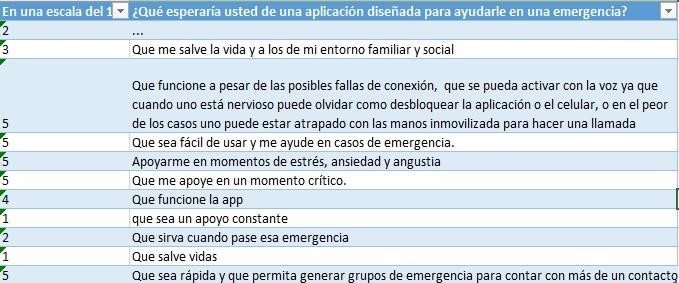 En una escala del 1 ¿Qué esperaría usted de una aplicación diseñada para ayudarle en una emergencia?
2 ...
3 Que me salve la vida y a los de mi entorno familiar y social
Que funcione a pesar de las posibles fallas de conexión, que se pueda activar con la voz ya que
cuando uno está nervioso puede olvidar como desbloquear la aplicación o el celular, o en el peor
5 de los casos uno puede estar atrapado con las manos inmovilizada para hacer una llamada
5 Que sea fácil de usar y me ayude en casos de emergencia.
5 Apoyarme en momentos de estrés, ansiedad y angustia
5 Que me apoye en un momento crítico.
4 Que funcione la app
1 que sea un apoyo constante
2 Que sirva cuando pase esa emergencia
1 Que salve vidas
5 Que sea rápida y que permita generar grupos de emergencia para contar con más de un contacto